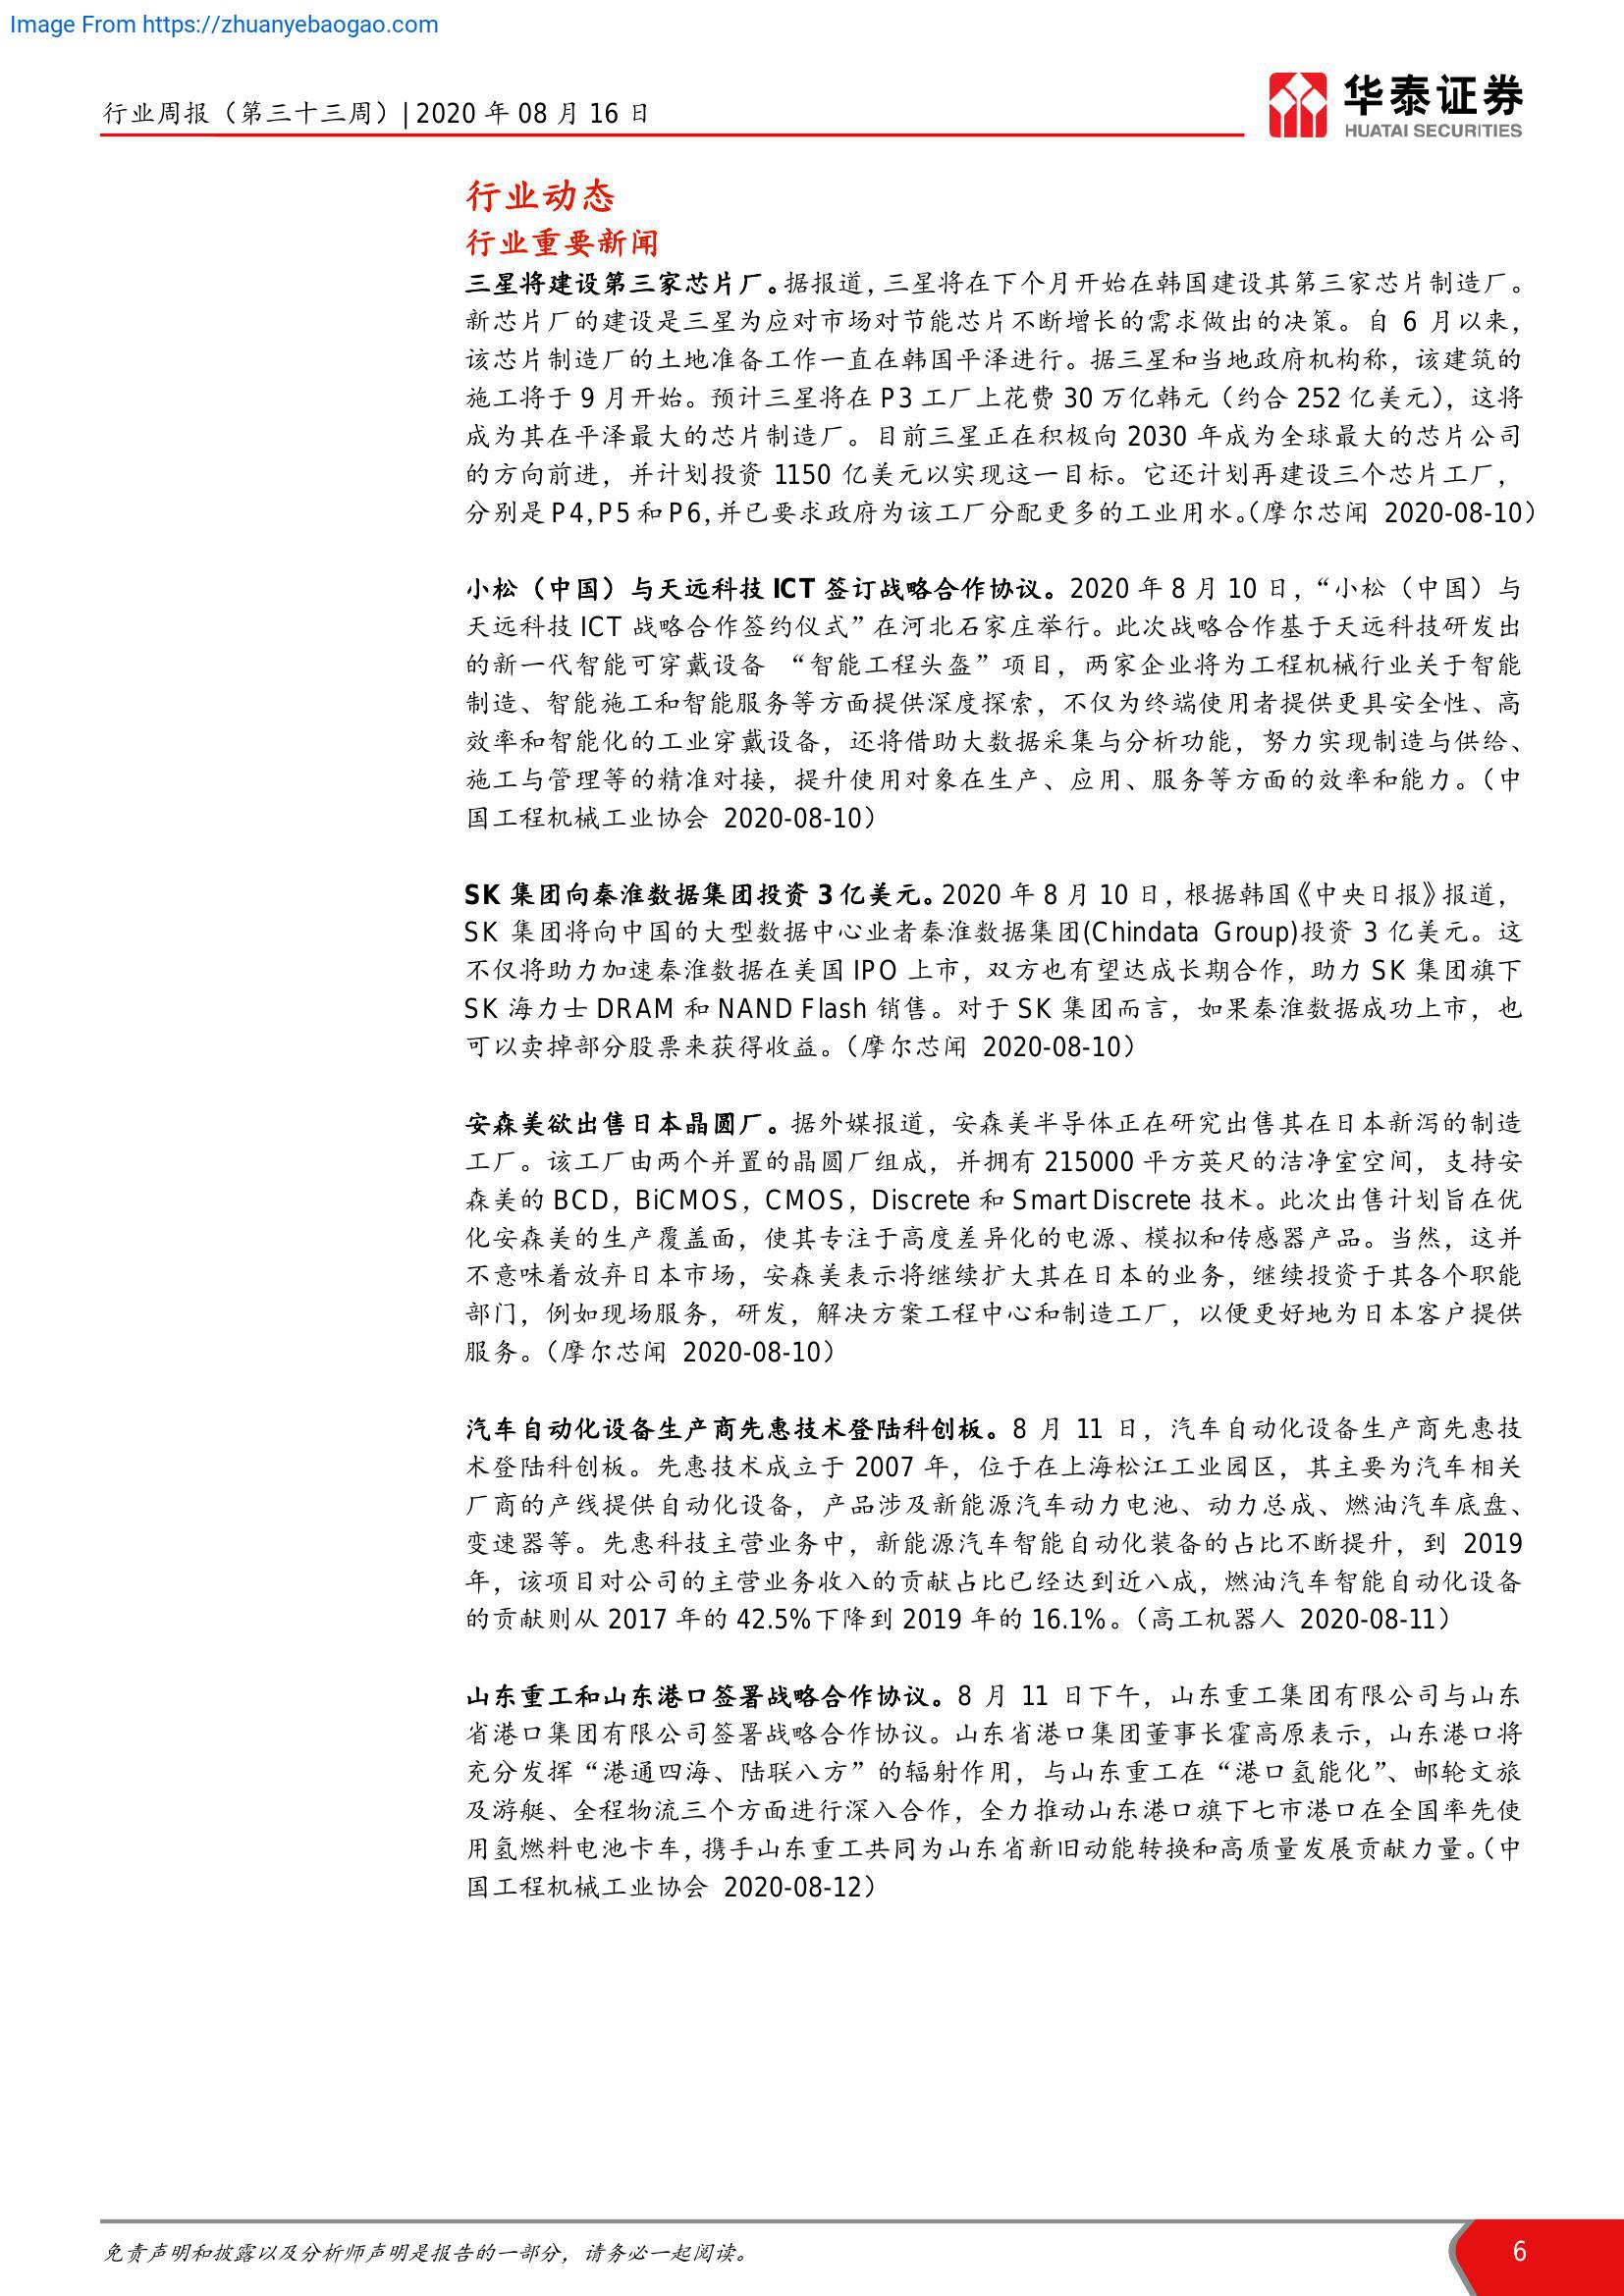 Image From https://zhuanyebaogao.com
行业周报（第三十三周）| 2020 年 08 月 16 日
华泰证券
HUATAI SECURITIES
行业动态
行业重要新闻
三星将建设第三家芯片厂。据报道，三星将在下个月开始在韩国建设其第三家芯片制造厂。
新芯片厂的建设是三星为应对市场对节能芯片不断增长的需求做出的决策。自 6 月以来，
该芯片制造厂的土地准备工作一直在韩国平泽进行。据三星和当地政府机构称，该建筑的
施工将于 9 月开始。预计三星将在 P3 工厂上花费 30 万亿韩元（约合 252 亿美元），这将
成为其在平泽最大的芯片制造厂。目前三星正在积极向 2030 年成为全球最大的芯片公司
的方向前进，并计划投资 1150 亿美元以实现这一目标。它还计划再建设三个芯片工厂，
分别是 P4，P5 和 P6，并已要求政府为该工厂分配更多的工业用水。（摩尔芯闻 2020-08-10）
小松（中国）与天远科技 ICT 签订战略合作协议。2020 年 8 月 10 日，“小松（中国）与
天远科技 ICT 战略合作签约仪式”在河北石家庄举行。此次战略合作基于天远科技研发出
的新一代智能可穿戴设备 “智能工程头盔”项目，两家企业将为工程机械行业关于智能
制造、智能施工和智能服务等方面提供深度探索，不仅为终端使用者提供更具安全性、高
效率和智能化的工业穿戴设备，还将借助大数据采集与分析功能，努力实现制造与供给、
施工与管理等的精准对接，提升使用对象在生产、应用、服务等方面的效率和能力。（中
国工程机械工业协会 2020-08-10）
SK 集团向秦淮数据集团投资 3 亿美元。2020 年 8 月 10 日，根据韩国《中央日报》报道，
SK 集团将向中国的大型数据中心业者秦淮数据集团(Chindata Group)投资 3 亿美元。这
不仅将助力加速秦淮数据在美国 IPO 上市，双方也有望达成长期合作，助力 SK 集团旗下
SK 海力士 DRAM 和 NAND Flash 销售。对于 SK 集团而言，如果秦淮数据成功上市，也
可以卖掉部分股票来获得收益。（摩尔芯闻 2020-08-10）
安森美欲出售日本晶圆厂。据外媒报道，安森美半导体正在研究出售其在日本新泻的制造
工厂。该工厂由两个并置的晶圆厂组成，并拥有 215000 平方英尺的洁净室空间，支持安
森美的 BCD，BiCMOS，CMOS，Discrete 和 Smart Discrete 技术。此次出售计划旨在优
化安森美的生产覆盖面，使其专注于高度差异化的电源、模拟和传感器产品。当然，这并
不意味着放弃日本市场，安森美表示将继续扩大其在日本的业务，继续投资于其各个职能
部门，例如现场服务，研发，解决方案工程中心和制造工厂，以便更好地为日本客户提供
服务。（摩尔芯闻 2020-08-10）
汽车自动化设备生产商先惠技术登陆科创板。8 月 11 日，汽车自动化设备生产商先惠技
术登陆科创板。先惠技术成立于 2007 年，位于在上海松江工业园区，其主要为汽车相关
厂商的产线提供自动化设备，产品涉及新能源汽车动力电池、动力总成、燃油汽车底盘、
变速器等。先惠科技主营业务中，新能源汽车智能自动化装备的占比不断提升，到 2019
年，该项目对公司的主营业务收入的贡献占比已经达到近八成，燃油汽车智能自动化设备
的贡献则从 2017 年的 42.5%下降到 2019 年的 16.1%。（高工机器人 2020-08-11）
山东重工和山东港口签署战略合作协议。8 月 11 日下午，山东重工集团有限公司与山东
省港口集团有限公司签署战略合作协议。山东省港口集团董事长霍高原表示，山东港口将
充分发挥“港通四海、陆联八方”的辐射作用，与山东重工在“港口氢能化”、邮轮文旅
及游艇、全程物流三个方面进行深入合作，全力推动山东港口旗下七市港口在全国率先使
用氢燃料电池卡车，携手山东重工共同为山东省新旧动能转换和高质量发展贡献力量。（中
国工程机械工业协会 2020-08-12）
免责声明和披露以及分析师声明是报告的一部分，请务必一起阅读。
6